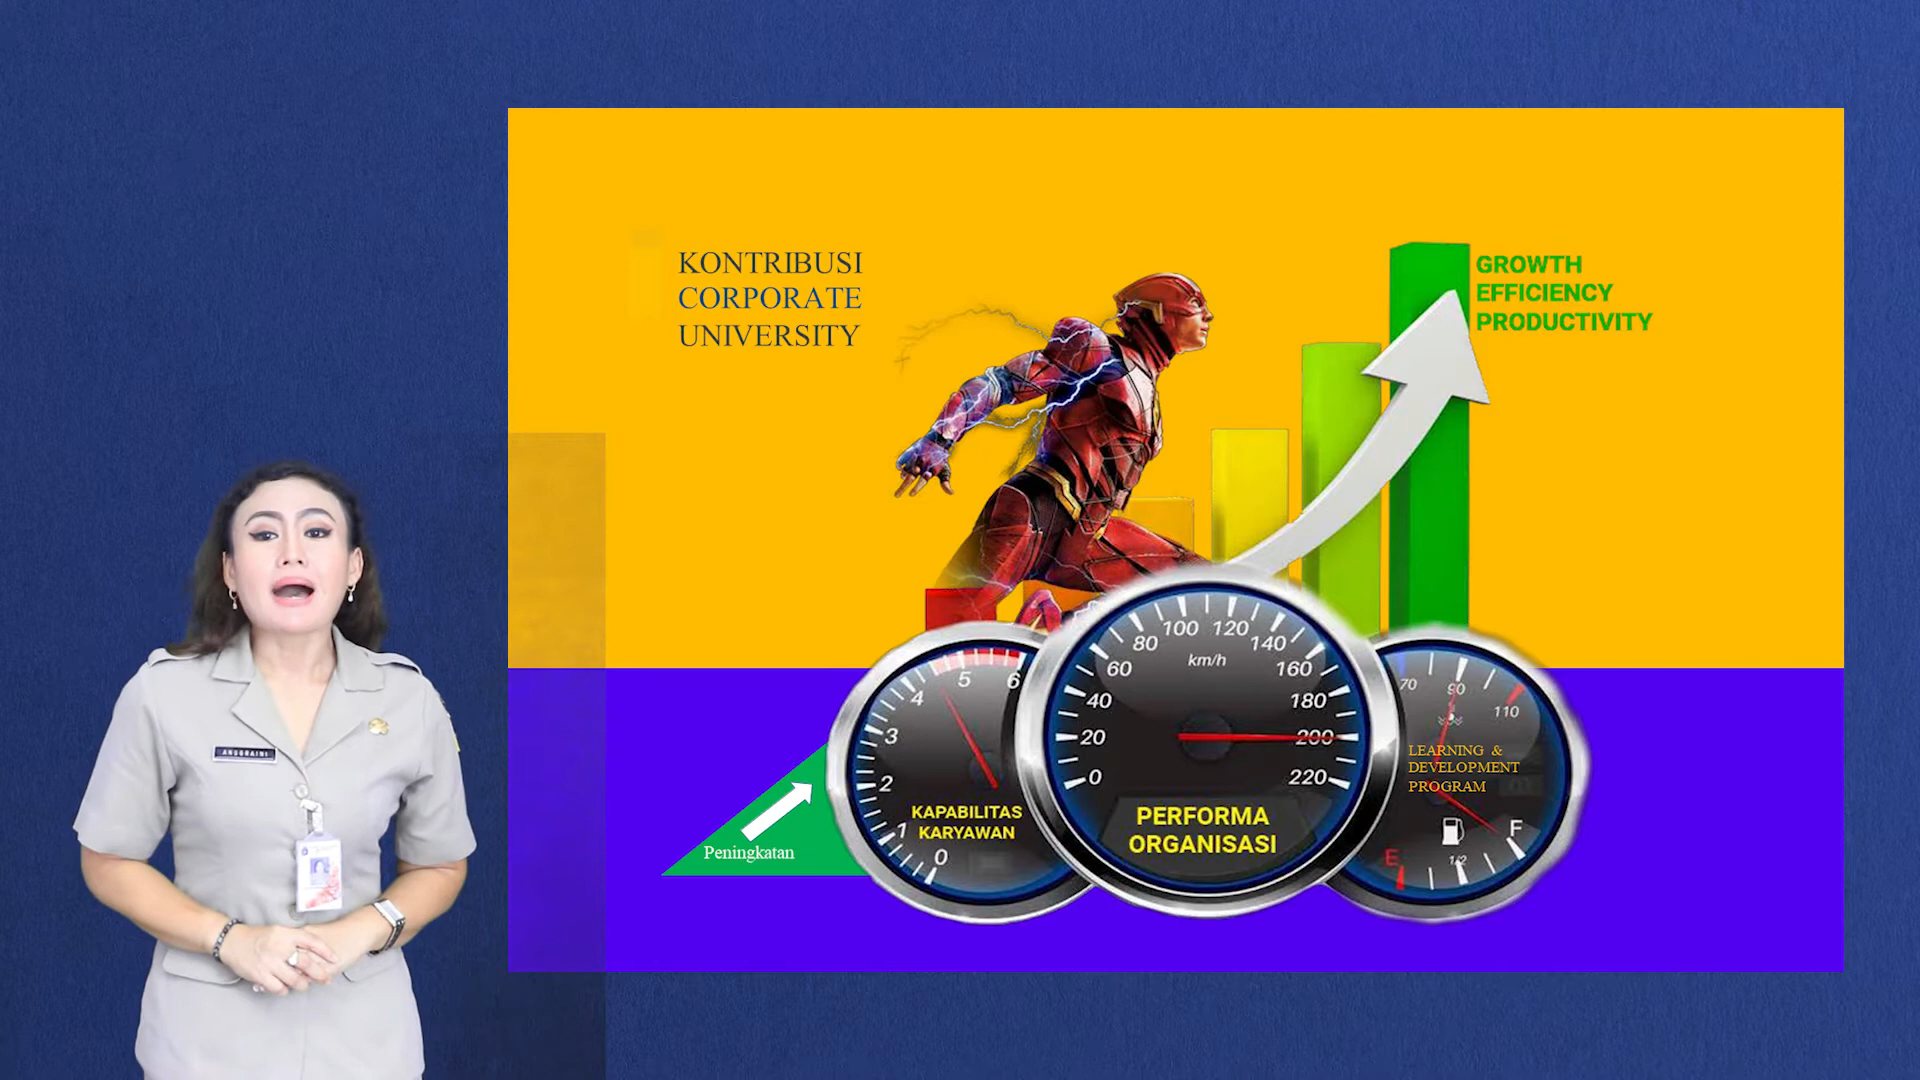 KONTRIBUSI
CORPORATE
UNIVERSITY
GROWTH
EFFICIENCY
PRODUCTIVITY
Peningkatan
0
1
2
3
4
5
6
KAPABILITAS
KARYAWAN
0
20
40
60
80
100
120
140
160
180
200
220
km/h
PERFORMA
ORGANISASI
70
90
110
LEARNING &
DEVELOPMENT
PROGRAM
E
1/2
F
ANGGRAINI